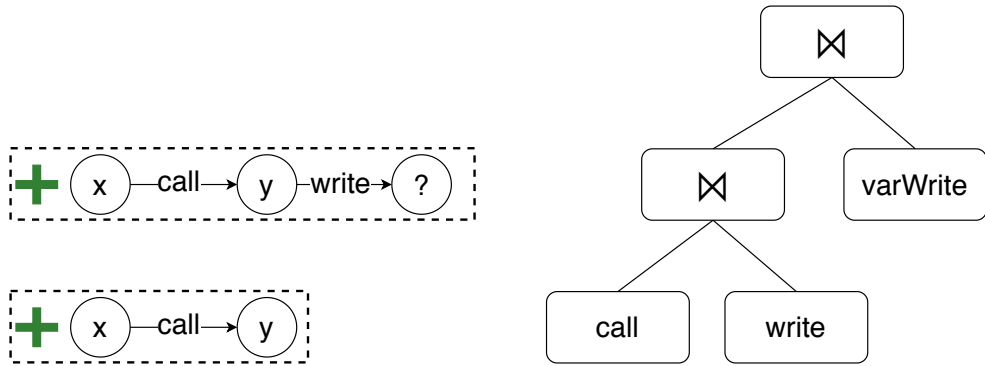 ⋈
x call y write ?
⋈ varWrite
x call y
call write